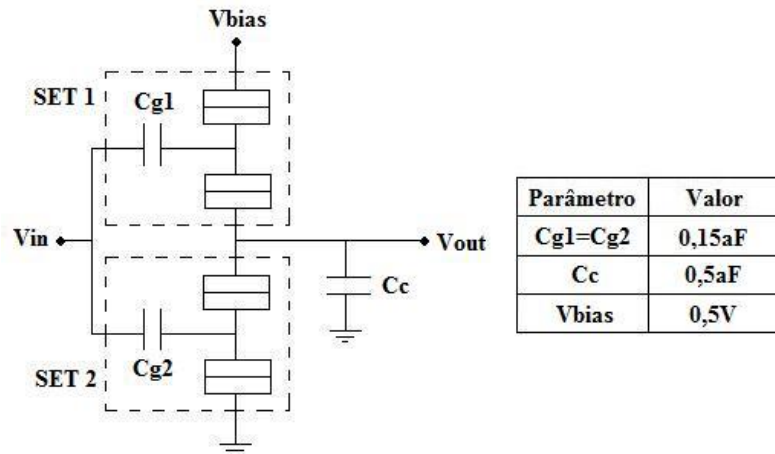 Vbias
SET 1
Cg1
Vin
Vout
Cc
Cg2
SET 2
Parâmetro Valor
Cg1=Cg2 0,15aF
Cc 0,5aF
Vbias 0,5V